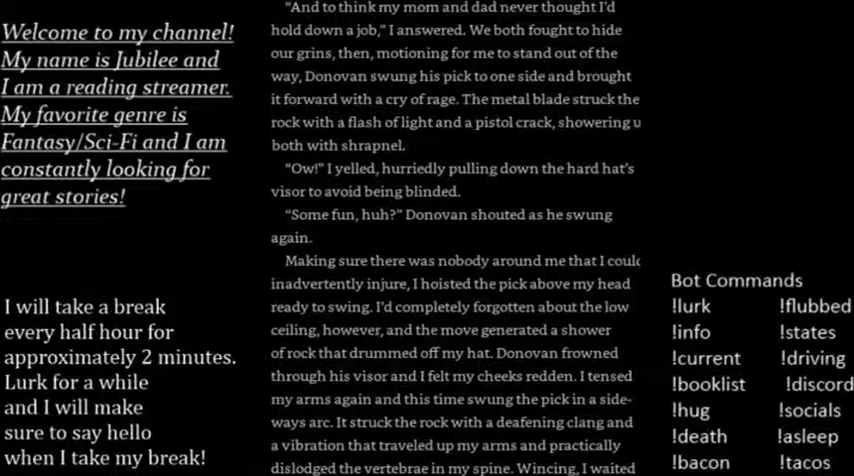 Welcome to my channel!
My name is Jubilee and
I am a reading streamer.
My favorite genre is
Fantasy/Sci-Fi and I am
constantly looking for
great stories!
I will take a break
every half hour for
approximately 2 minutes.
Lurk for a while
and I will make
sure to say hello
when I take my break!
“And to think my mom and dad never thought I’d
hold down a job,” I answered. We both fought to hide
our grins, then, motioning for me to stand out of the
way, Donovan swung his pick to one side and brought
it forward with a cry of rage. The metal blade struck the
rock with a flash of light and a pistol crack, showering u
both with shrapnel.
“Ow!” I yelled, hurriedly pulling down the hard hat’s
visor to avoid being blinded.
“Some fun, huh?” Donovan shouted as he swung
again.
Making sure there was nobody around me that I could
inadvertently injure, I hoisted the pick above my head
ready to swing. I’d completely forgotten about the low
ceiling, however, and the move generated a shower
of rock that drummed off my hat. Donovan frowned
through his visor and I felt my cheeks redden. I tensed
my arms again and this time swung the pick in a side-
ways arc. It struck the rock with a deafening clang and
a vibration that traveled up my arms and practically
dislodged the vertebrae in my spine. Wincing, I waited
Bot Commands
!lurk !flubbed
!info !states
!current !driving
!booklist !discord
!hug !socials
!death !asleep
!bacon !tacos